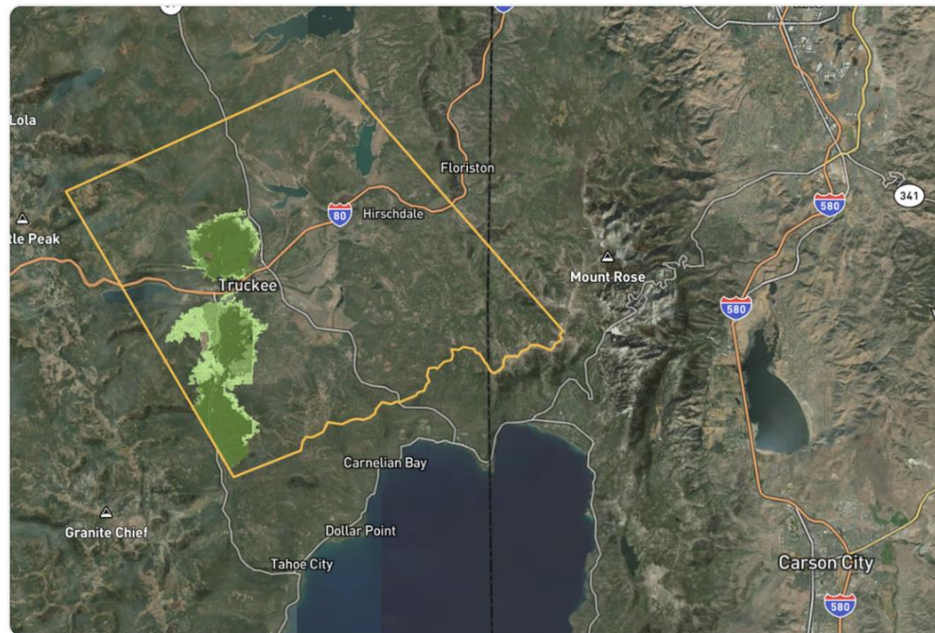 Lola
Floriston
80
Hirschdale
341
580
tle Peak
Truckee
Mount Rose
580
Carnelian Bay
Granite Chief
Dollar Point
Tahoe City
Carson City
580